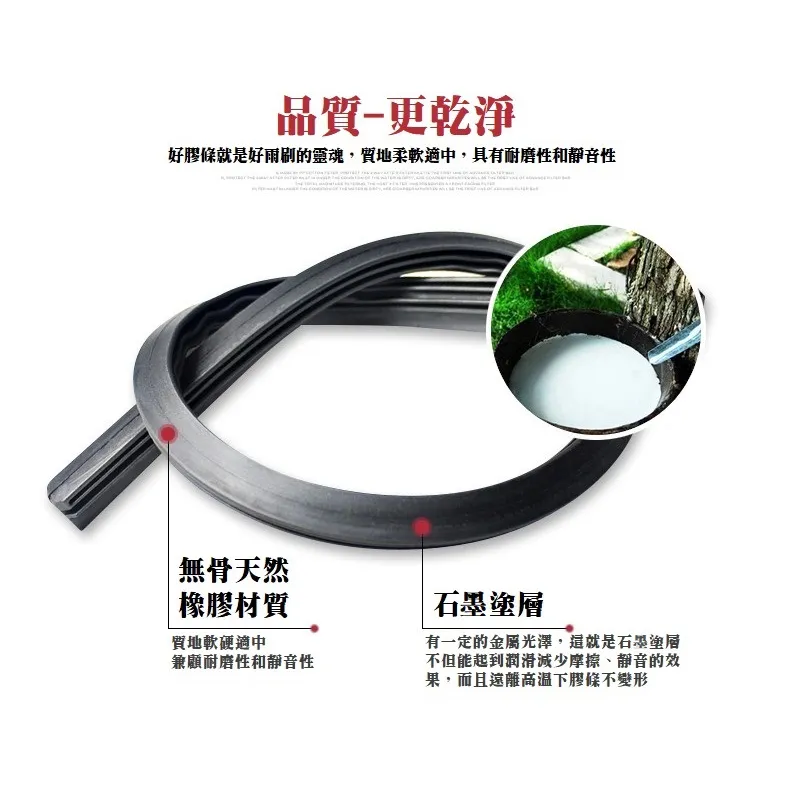 品質-更乾淨
好膠條就是好雨刷的靈魂，質地柔軟適中，具有耐磨性和靜音性
無骨天然
橡膠材質
質地軟硬適中
兼顧耐磨性和靜音性
石墨塗層
有一定的金屬光澤，這就是石墨塗層
不但能起到潤滑減少摩擦、靜音的效
果，而且遠離高溫下膠條不變形